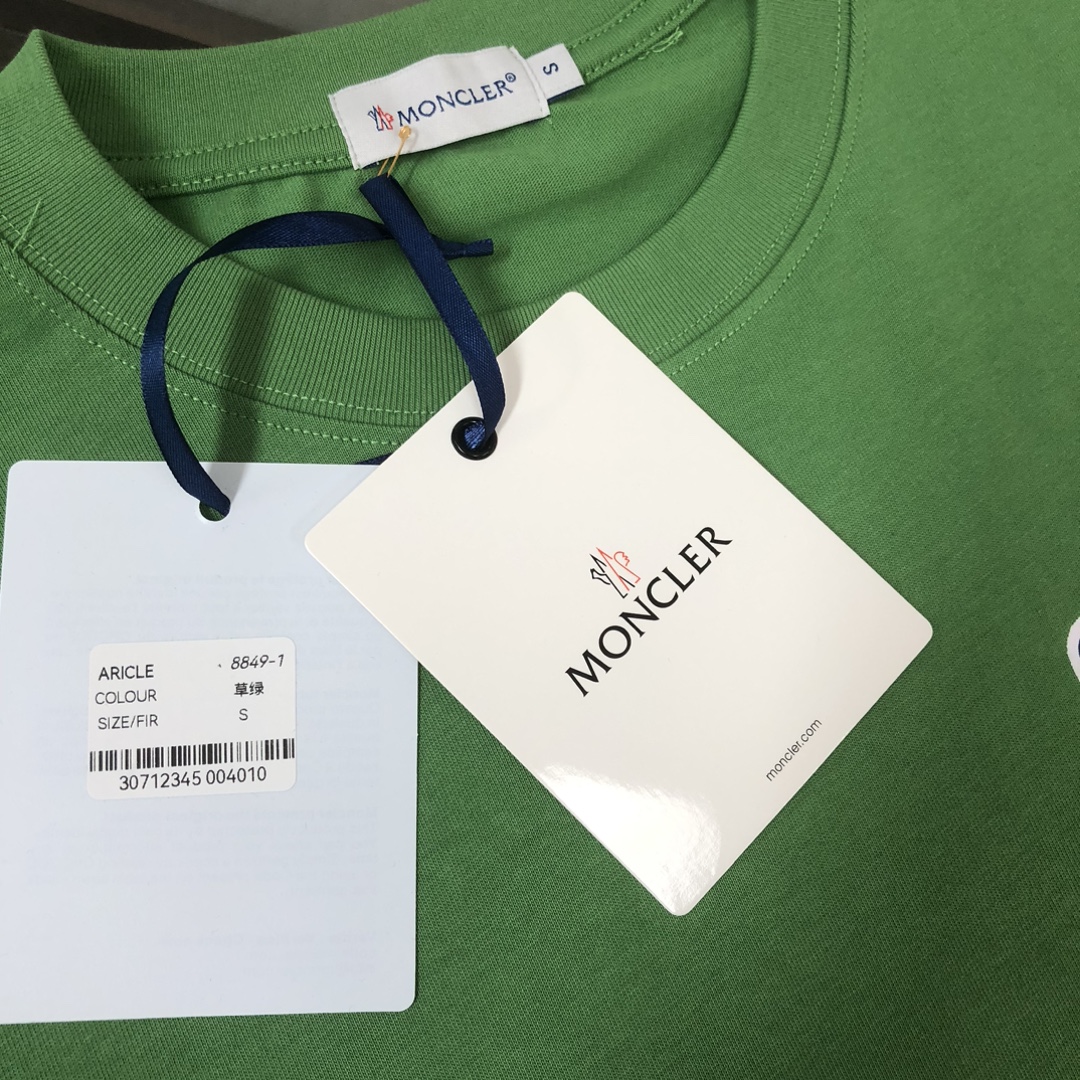 MONCLER®
S
MONCLER
moncler.com
ARICLE 8849-1
COLOUR 草绿
SIZE/FIR S
30712345 004010